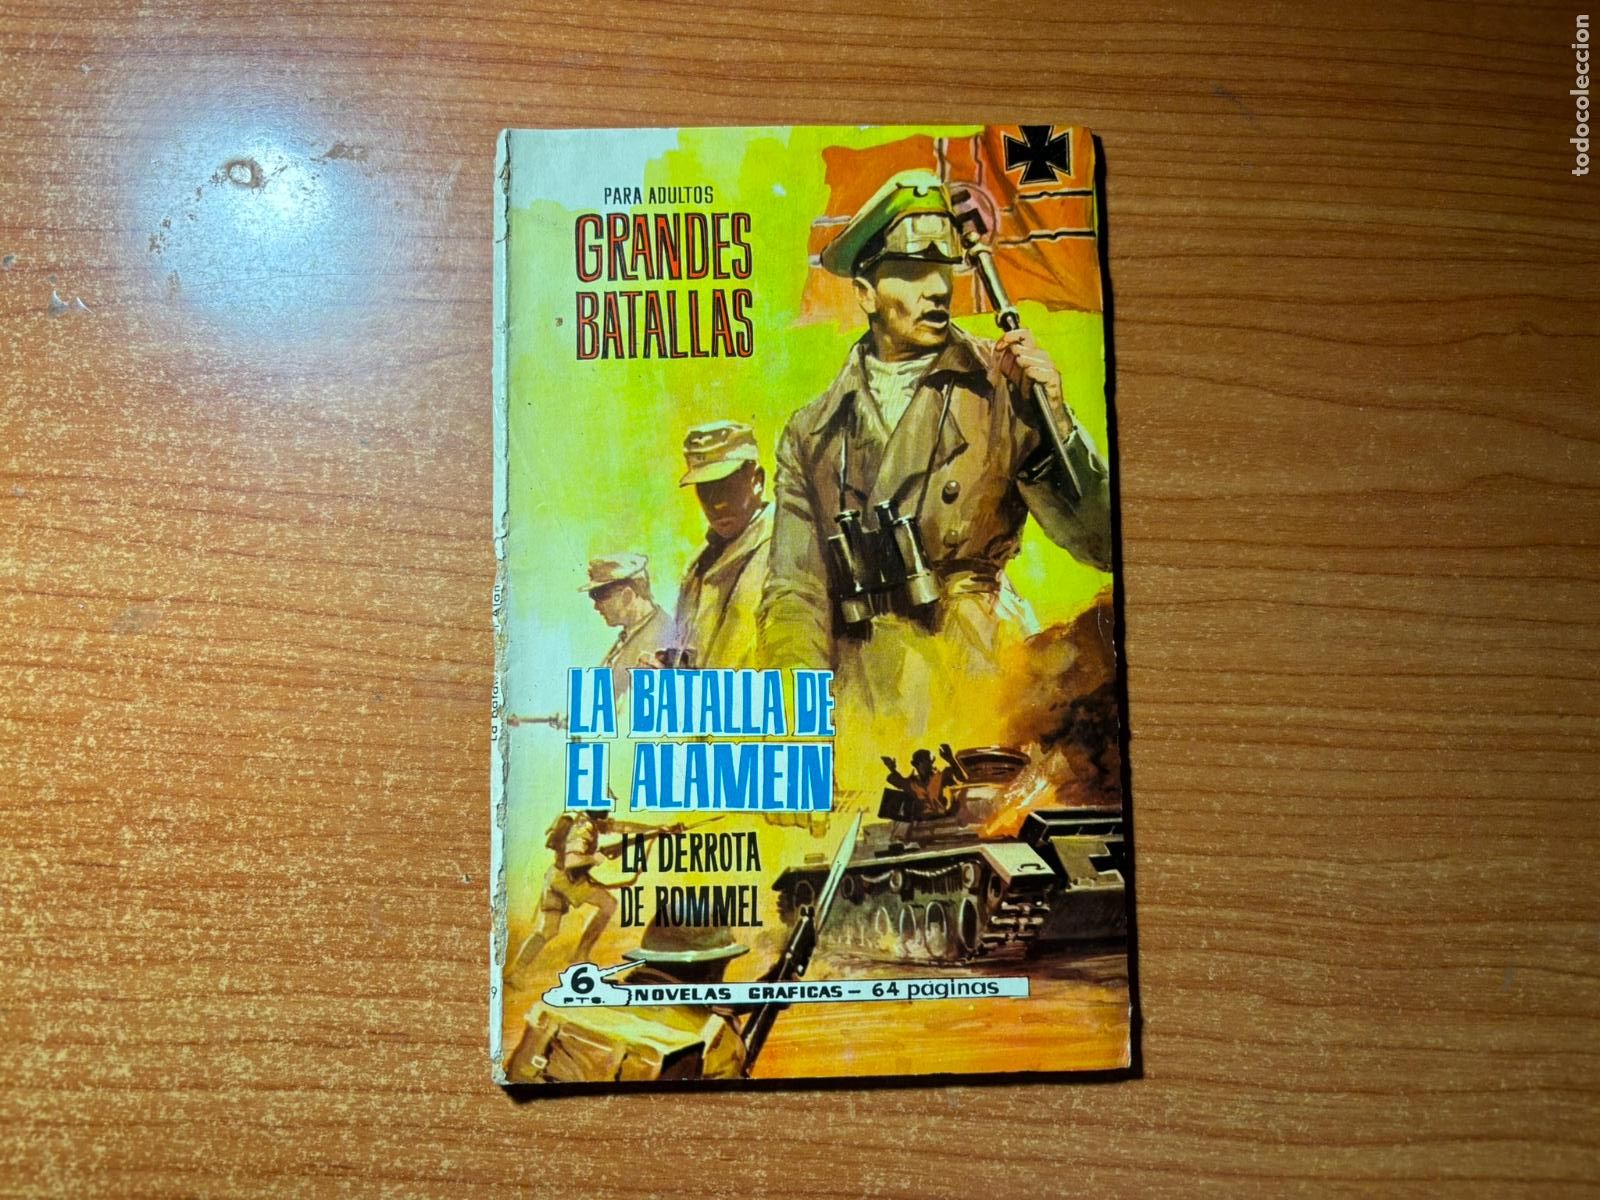 PARA ADULTOS
GRANDES
BATALLAS
LA BATALLA DE
EL ALAMEIN
LA DERROTA
DE ROMMEL
6
PTS.
NOVELAS GRAFICAS - 64 páginas
9
todocoleccion